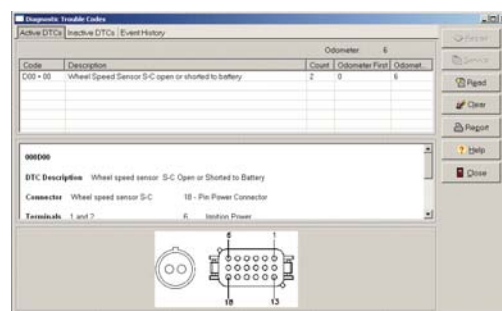 Diagnostic Trouble Codes
Active DTCs Inactive DTCs Event History
Odometer 6
Code Description Count Odometer First Odomet...
D00 - 00 Wheel Speed Sensor S-C open or shorted to battery 2 0 6
Read
Clear
Report
Help
Close
008D00
DTC Description Wheel speed sensor S-C Open or Shorted to Battery
Connector Wheel speed sensor S-C 18 - Pin Power Connector
Terminals 1 and 2 6 Ignition Power
6 1
18 13